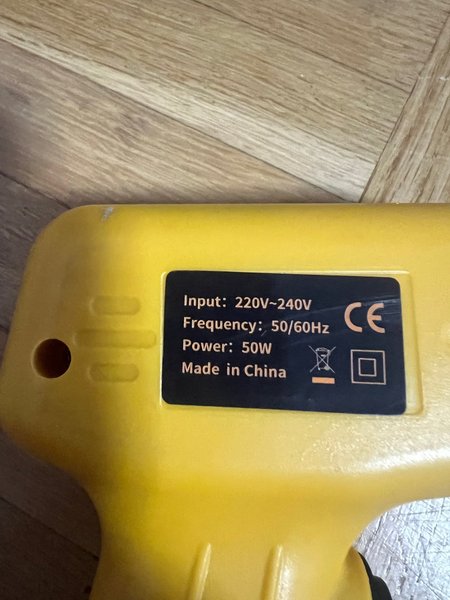 Input: 220V~240V
Frequency: 50/60Hz
Power: 50W
Made in China
CE